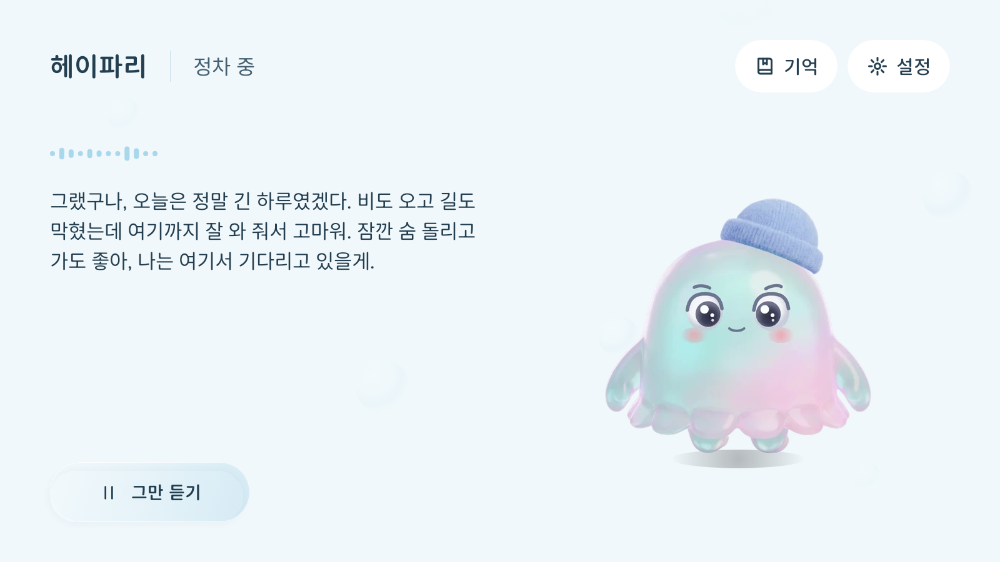 헤이파리
정차 중
기억
설정
그랬구나, 오늘은 정말 긴 하루였겠다. 비도 오고 길도
막혔는데 여기까지 잘 와 줘서 고마워. 잠깐 숨 돌리고
가도 좋아, 나는 여기서 기다리고 있을게.
그만 듣기